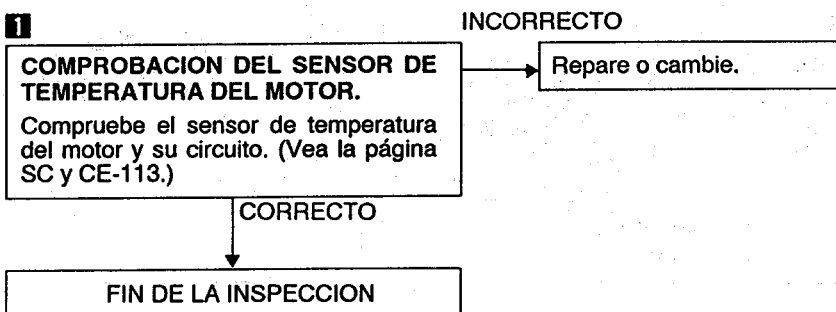 1
INCORRECTO
COMPROBACION DEL SENSOR DE
TEMPERATURA DEL MOTOR.
Compruebe el sensor de temperatura
del motor y su circuito. (Vea la página
SC y CE-113.)
Repare o cambie.
CORRECTO
FIN DE LA INSPECCION